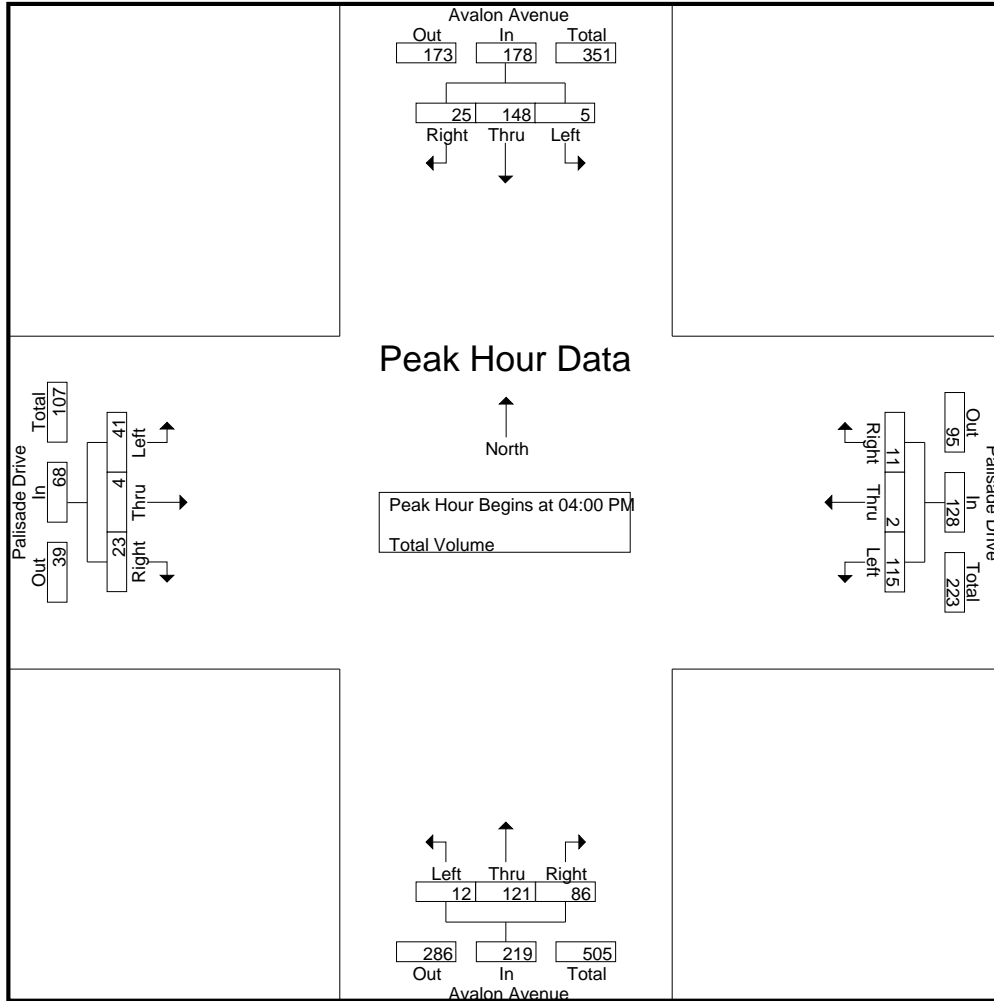 Avalon Avenue
Out In Total
173 178 351
25 148 5
Right Thru Left
Peak Hour Data
North
Peak Hour Begins at 04:00 PM
Total Volume
Palisade Drive
Total In Out
107 68 39
41 4 23
Left Thru Right
Right Thru Left
11 2 115
Out In Total
95 128 223
Palisade Drive
Left Thru Right
12 121 86
286 219 505
Out In Total
Avalon Avenue